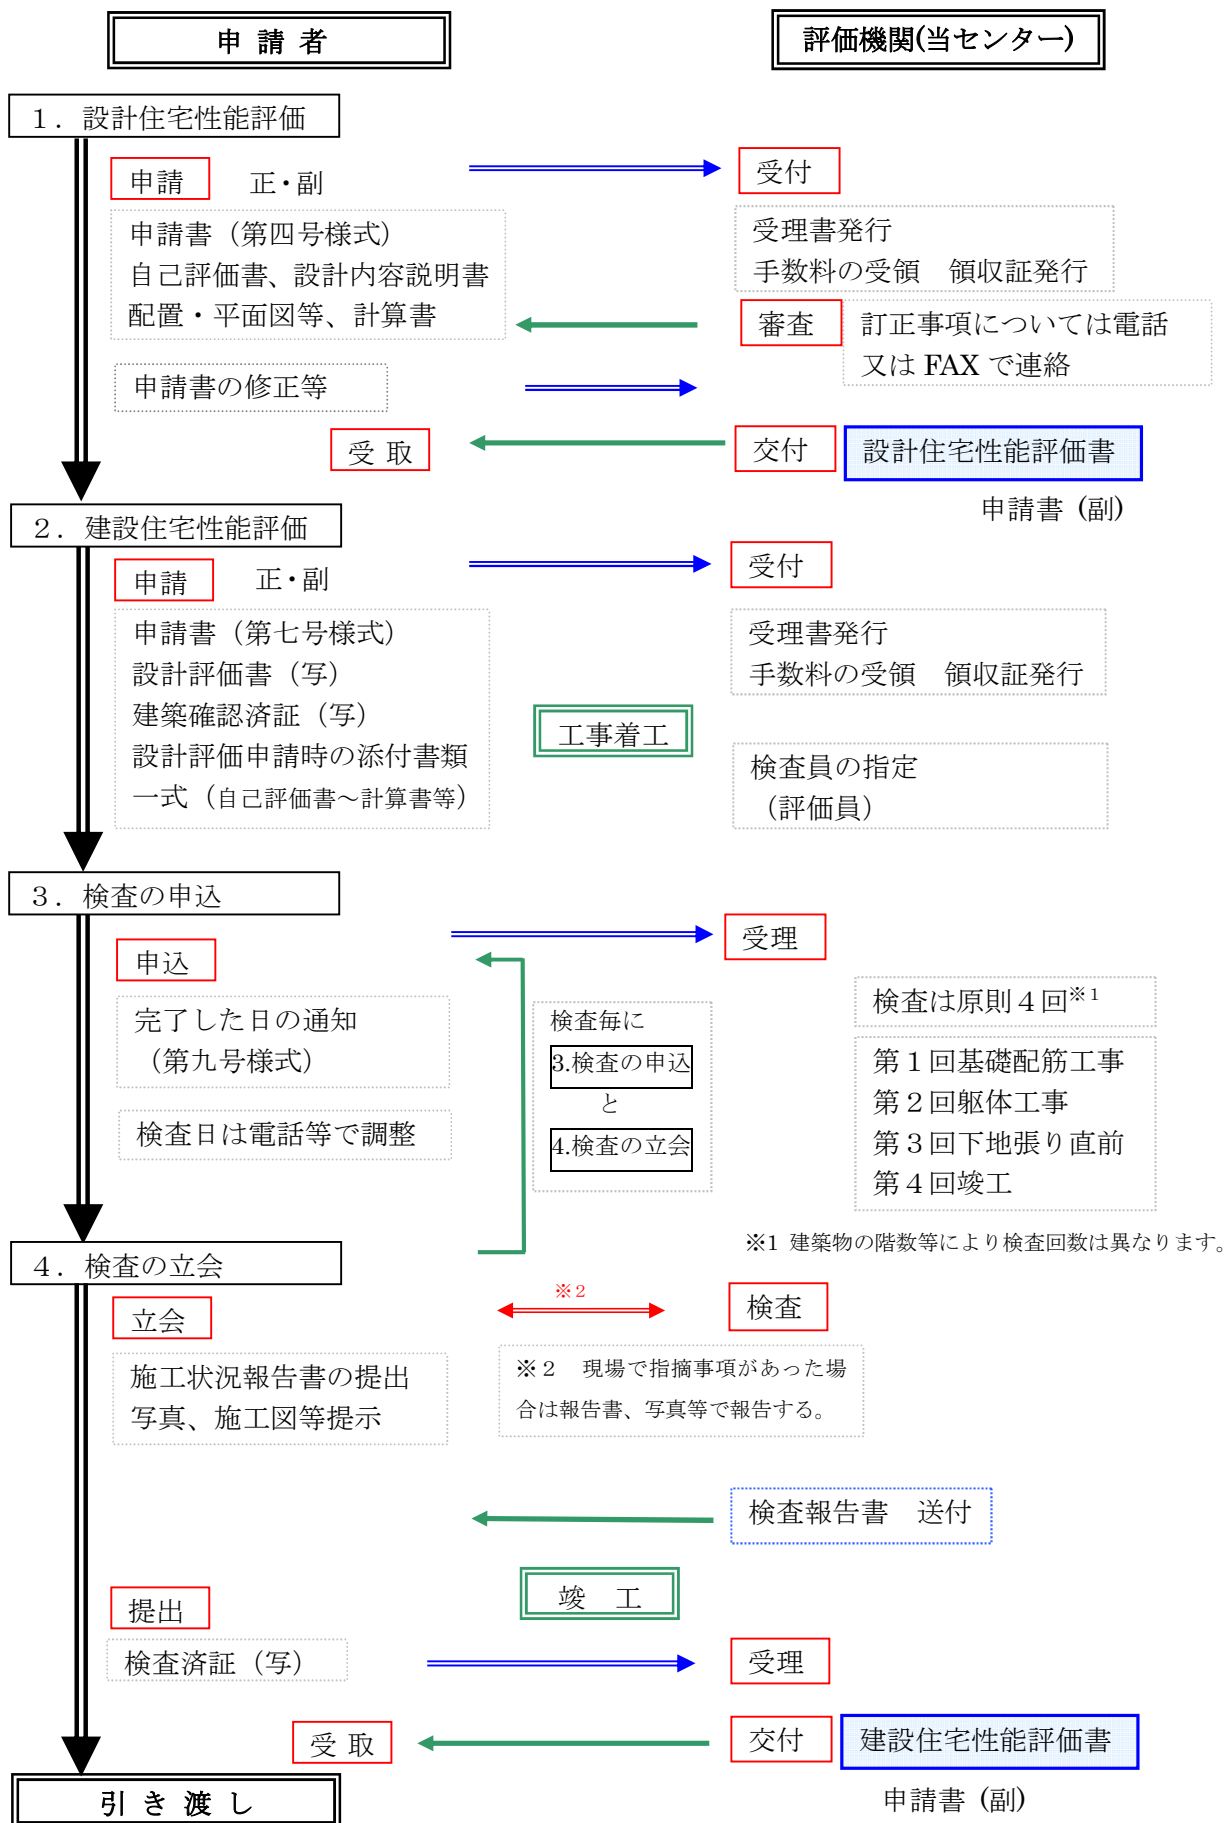 申 請 者
評価機関(当センター)
１．設計住宅性能評価
申請　正・副
受付
申請書（第四号様式）
自己評価書、設計内容説明書
配置・平面図等、計算書
受理書発行
手数料の受領　領収証発行
審査
訂正事項については電話
又は FAX で連絡
申請書の修正等
受 取
交付
設計住宅性能評価書
申請書 (副)
２．建設住宅性能評価
申請　正・副
受付
申請書（第七号様式）
設計評価書（写）
建築確認済証（写）
設計評価申請時の添付書類
一式（自己評価書～計算書等）
受理書発行
手数料の受領　領収証発行
工事着工
検査員の指定
（評価員）
３．検査の申込
申込
受理
完了した日の通知
（第九号様式）
検査日は電話等で調整
検査毎に
3.検査の申込
と
4.検査の立会
検査は原則４回※1
第１回基礎配筋工事
第２回躯体工事
第３回下地張り直前
第４回竣工
※1 建築物の階数等により検査回数は異なります。
４．検査の立会
立会
※2
検査
施工状況報告書の提出
写真、施工図等提示
※２　現場で指摘事項があった場
合は報告書、写真等で報告する。
検査報告書　送付
竣　工
提出
検査済証（写）
受理
受 取
交付
建設住宅性能評価書
申請書 (副)
引 き 渡 し